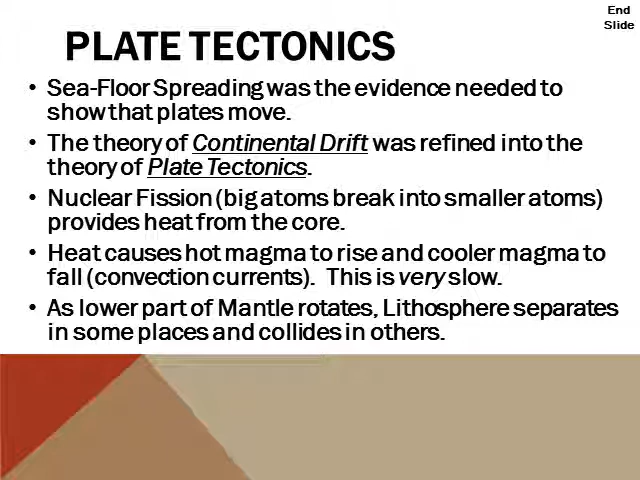 End
Slide
PLATE TECTONICS
• Sea-Floor Spreading was the evidence needed to
show that plates move.
• The theory of Continental Drift was refined into the
theory of Plate Tectonics.
• Nuclear Fission (big atoms break into smaller atoms)
provides heat from the core.
• Heat causes hot magma to rise and cooler magma to
fall (convection currents). This is very slow.
• As lower part of Mantle rotates, Lithosphere separates
in some places and collides in others.